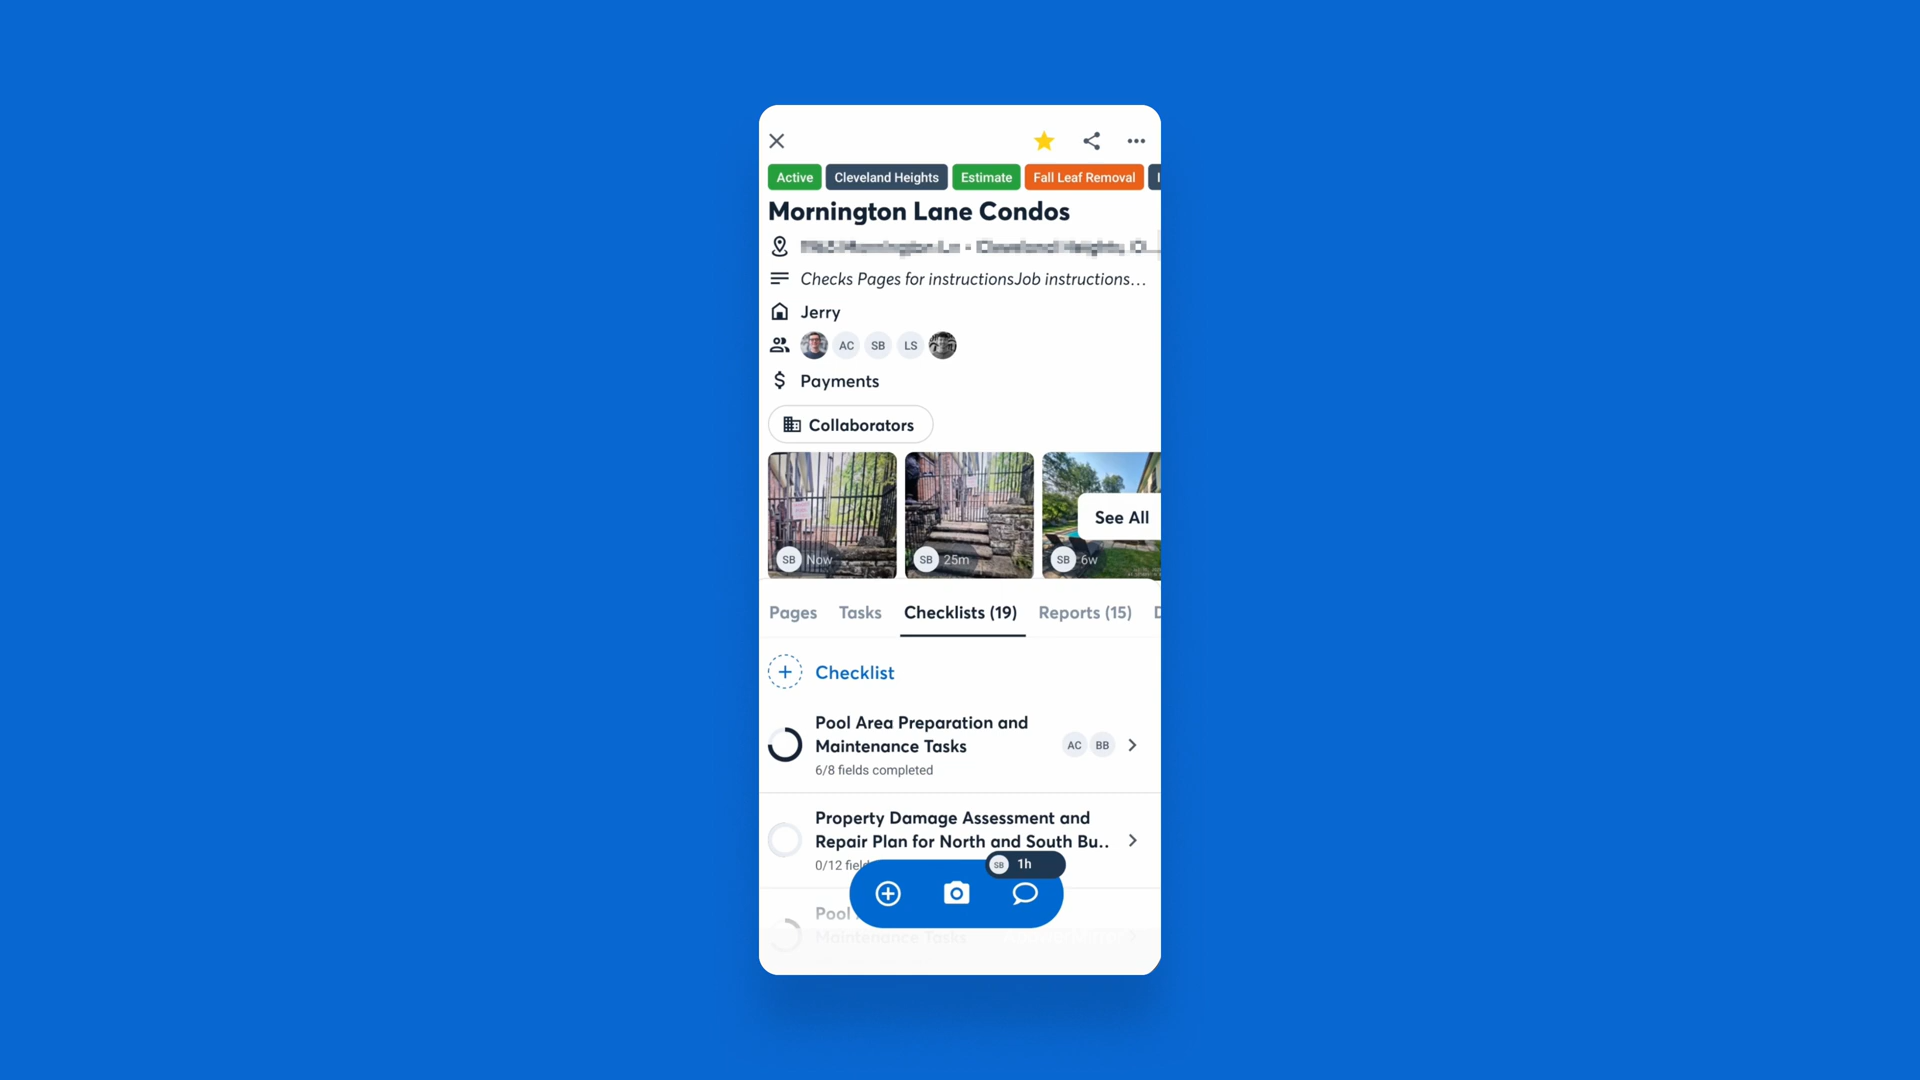 Active Cleveland Heights Estimate Fall Leaf Removal
Mornington Lane Condos
Checks Pages for instructionsJob instructions...
Jerry
AC SB LS
$ Payments
Collaborators
See All
SB Now SB 25m SB 6w
Pages Tasks Checklists (19) Reports (15) D
+ Checklist
Pool Area Preparation and
Maintenance Tasks
AC BB
6/8 fields completed
Property Damage Assessment and
Repair Plan for North and South Bu..
0/12 fiel
SB 1h
Pool
Maintenance Tasks